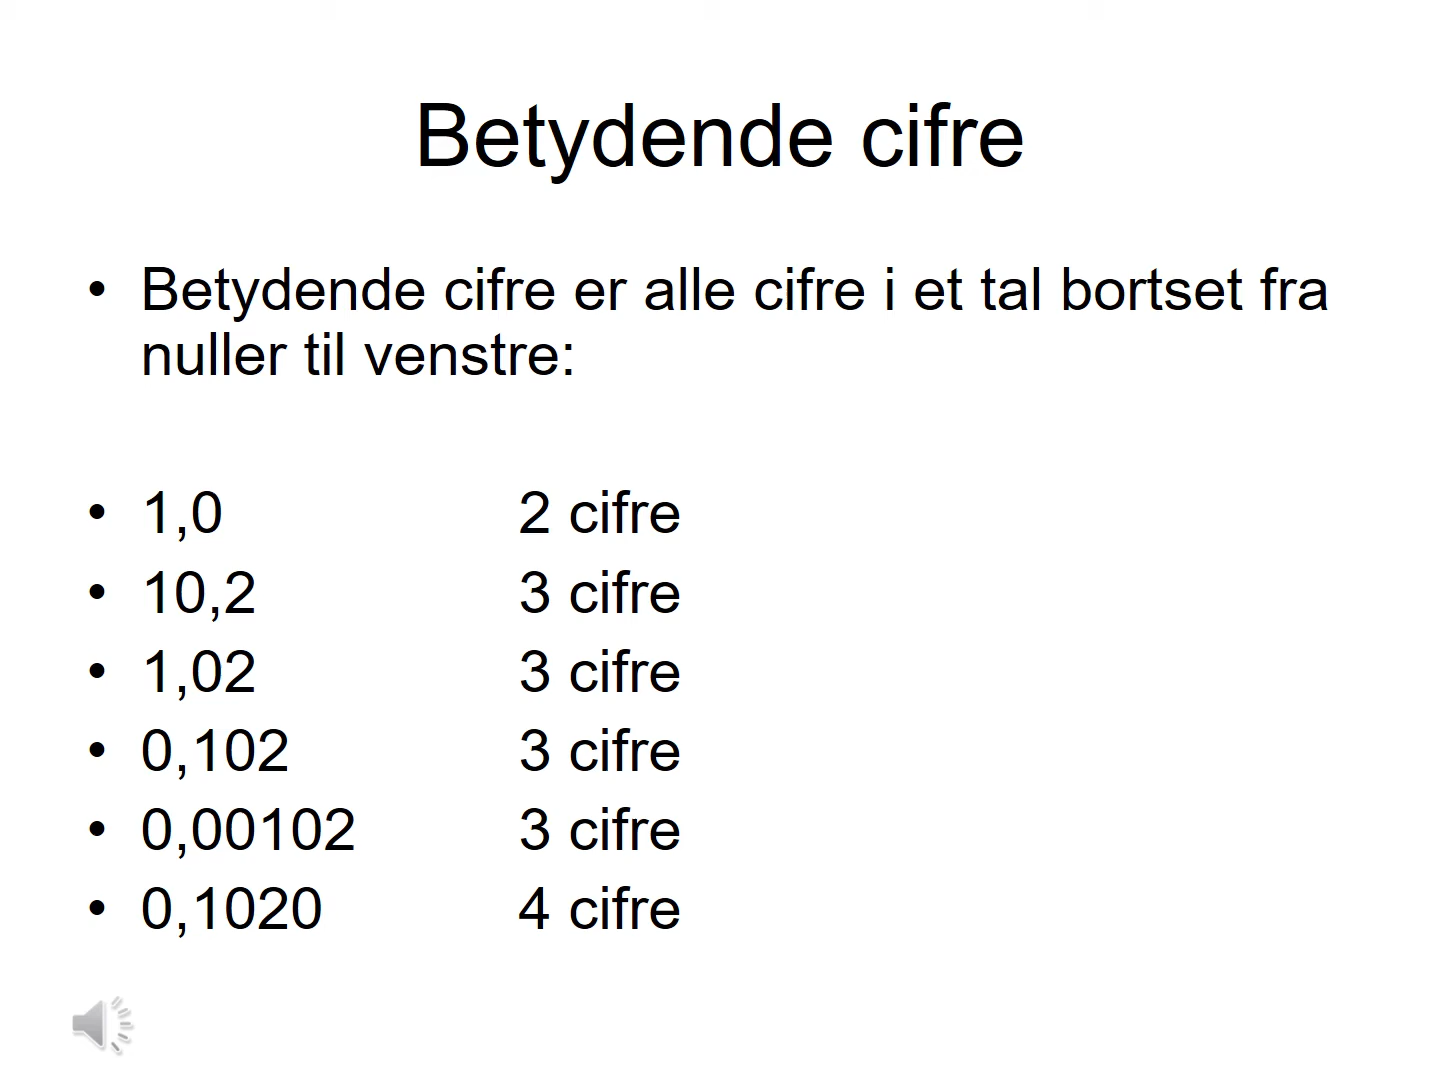 Betydende cifre
• Betydende cifre er alle cifre i et tal bortset fra
nuller til venstre:
• 1,0 2 cifre
• 10,2 3 cifre
• 1,02 3 cifre
• 0,102 3 cifre
• 0,00102 3 cifre
• 0,1020 4 cifre